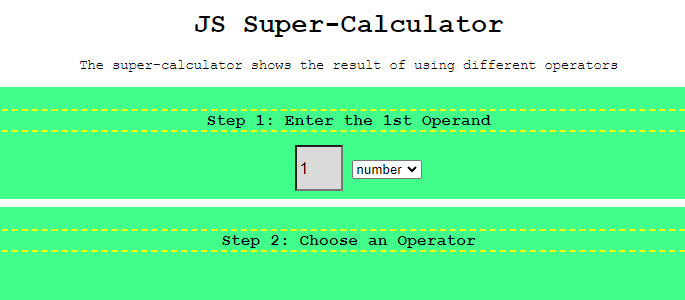 JS Super-Calculator
The super-calculator shows the result of using different operators
Step 1: Enter the 1st Operand
1 number
Step 2: Choose an Operator